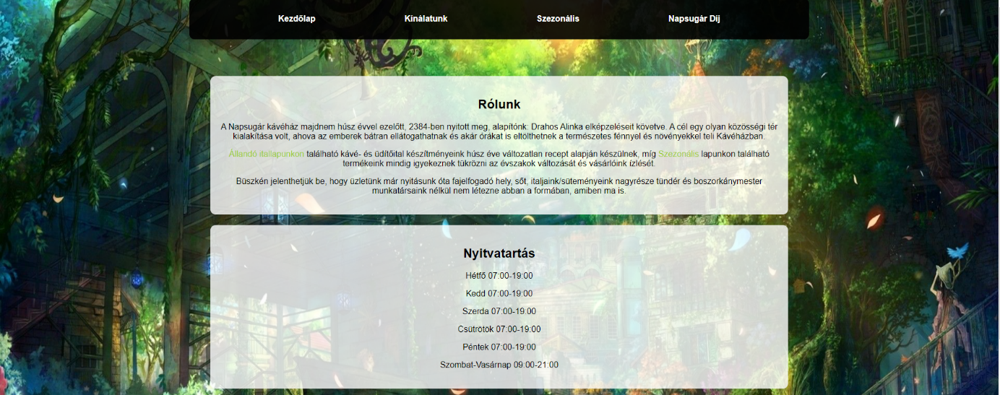 Kezdőlap Kínálatunk Szezonális Napsugár Díj
Rólunk
A Napsugár kávéház majdnem húsz évvel ezelőtt, 2384-ben nyitott meg, alapítónk: Drahos Alinka elképzeléseit követve. A cél egy olyan közösségi tér
kialakítása volt, ahova az emberek bátran ellátogathatnak és akár órákat is eltölthetnek a természetes fénnyel és növényekkel teli Kávéházban.
Állandó itallapunkon található kávé- és üdítőital készítményeink húsz éve változatlan recept alapján készülnek, míg Szezonális lapunkon található
termékeink mindig igyekeznek tükrözni az évszakok változását és vásárlóink ízlését.
Büszkén jelenthetjük be, hogy üzletünk már nyitásunk óta fajelfogadó hely, sőt, italjaink/süteményeink nagyrésze tündér és boszorkánymester
munkatársaink nélkül nem létezne abban a formában, amiben ma is.
Nyitvatartás
Hétfő 07:00-19:00
Kedd 07:00-19:00
Szerda 07:00-19:00
Csütrötök 07:00-19:00
Péntek 07:00-19:00
Szombat-Vasárnap 09:00-21:00